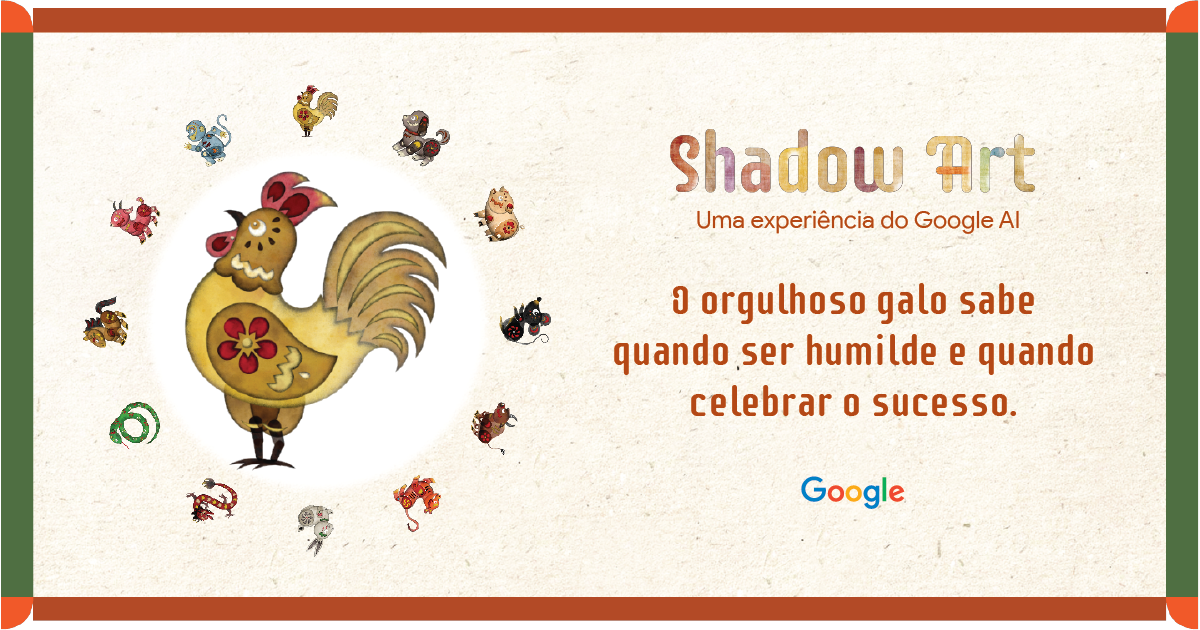 Shadow Art
Uma experiência do Google AI
O orgulhoso galo sabe
quando ser humilde e quando
celebrar o sucesso.
Google